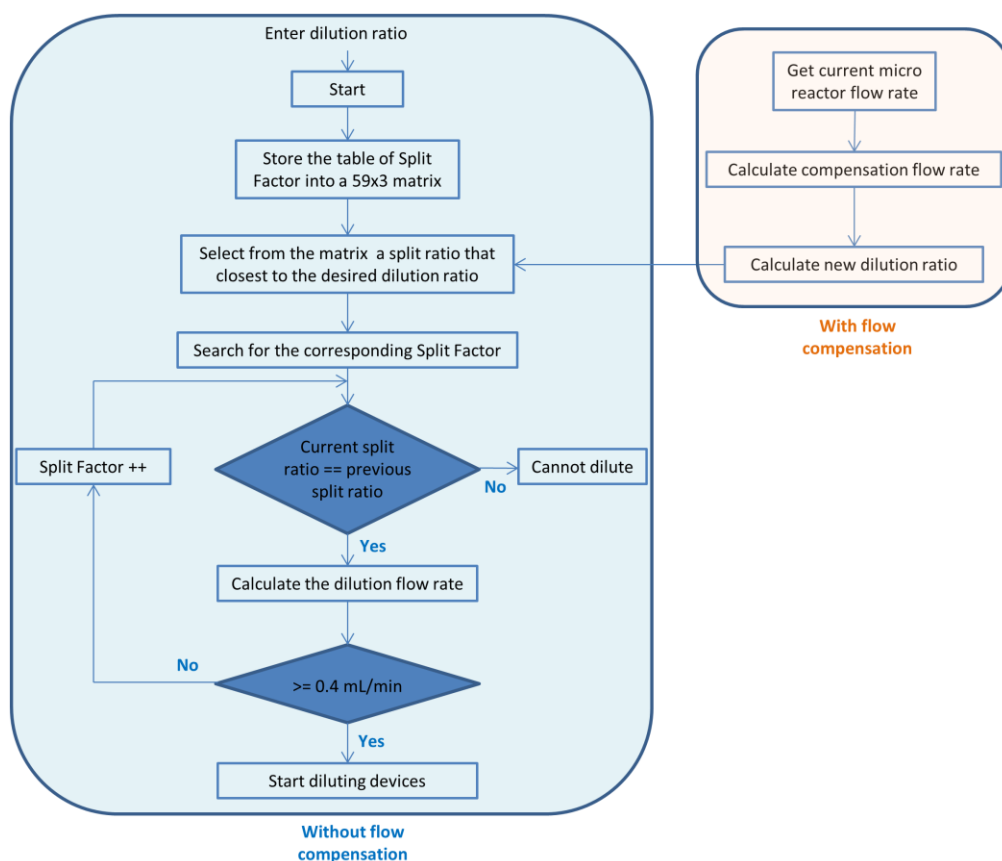 Enter dilution ratio
Start
Store the table of Split
Factor into a 59x3 matrix
Select from the matrix a split ratio that
closest to the desired dilution ratio
Search for the corresponding Split Factor
Current split
ratio == previous
split ratio
No
Cannot dilute
Split Factor ++
Yes
Calculate the dilution flow rate
No
>= 0.4 mL/min
Yes
Start diluting devices
Without flow
compensation
Get current micro
reactor flow rate
Calculate compensation flow rate
Calculate new dilution ratio
With flow
compensation